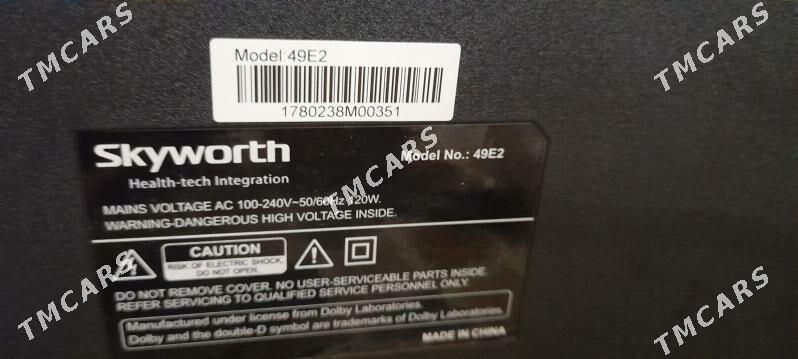 TMCARS
TMCARS
TMCARS
Model:49E2
1780238M00351
Skyworth
Model No.: 49E2
Health-tech Integration
TMCARS
MAINS VOLTAGE AC 100-240V~50/60Hz 120W.
WARNING-DANGEROUS HIGH VOLTAGE INSIDE.
CAUTION
RISK OF ELECTRIC SHOCK,
DO NOT OPEN.
DO NOT REMOVE COVER. NO USER-SERVICEABLE PARTS INSIDE.
REFER SERVICING TO QUALIFIED SERVICE PERSONNEL ONLY.
Manufactured under license from Dolby Laboratories.
Dolby and the double-D symbol are trademarks of Dolby Laboratories.
MADE IN CHINA
TMCARS
TMCARS